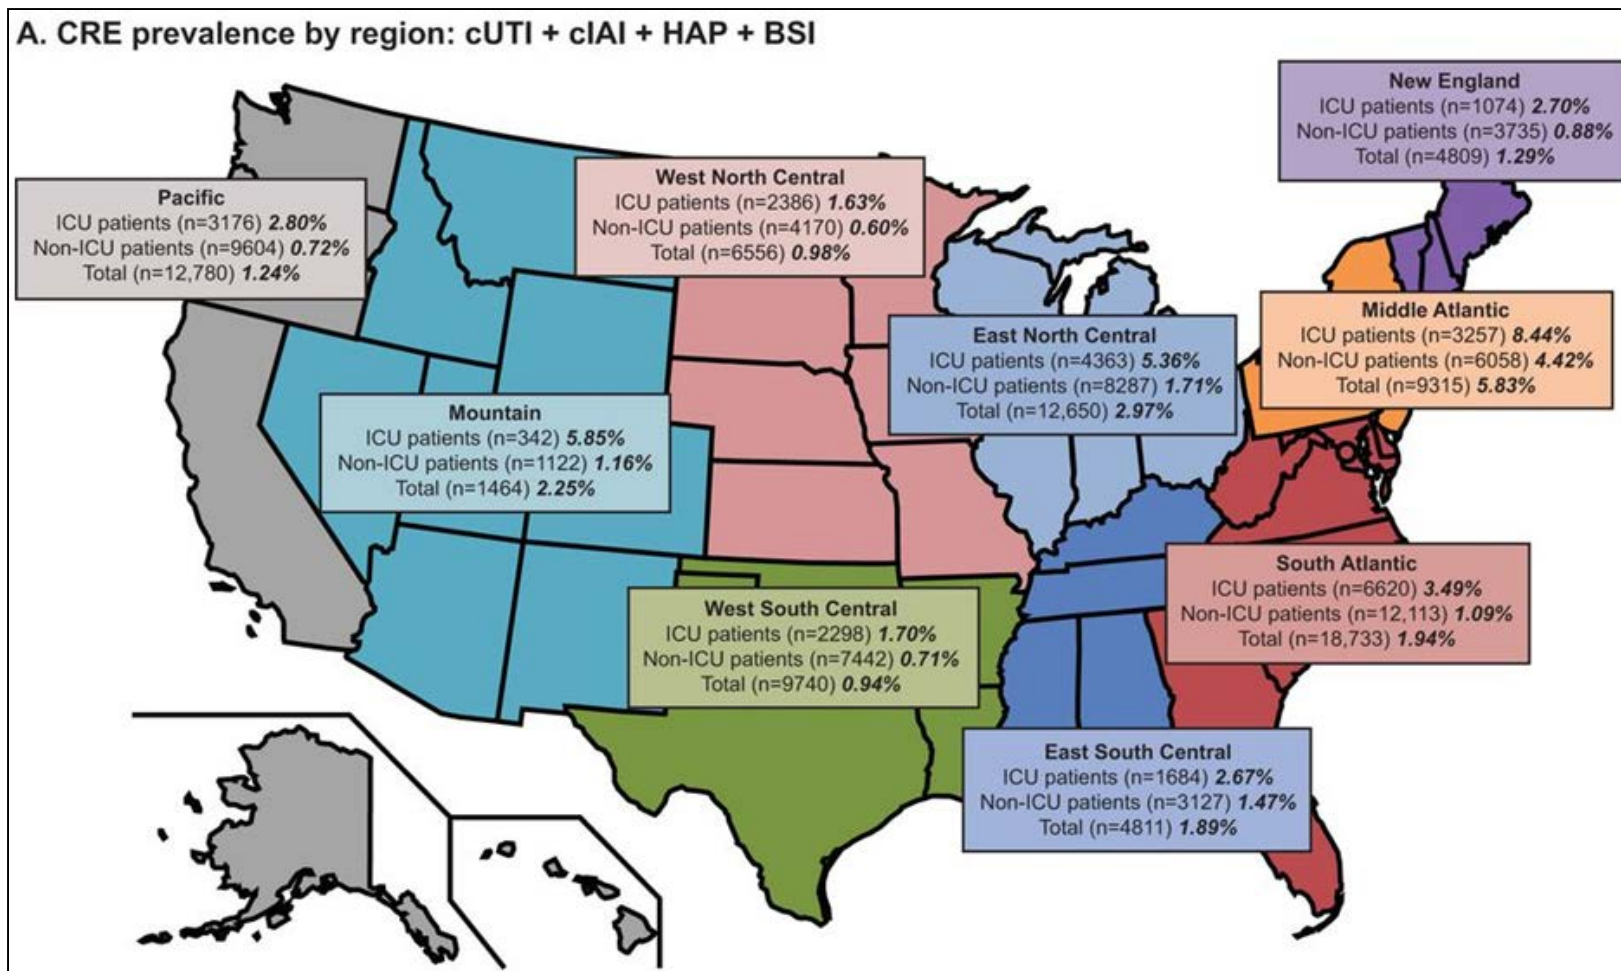 A. CRE prevalence by region: cUTI + cIAI + HAP + BSI
New England
ICU patients (n=1074) 2.70%
Non-ICU patients (n=3735) 0.88%
Total (n=4809) 1.29%
West North Central
ICU patients (n=2386) 1.63%
Non-ICU patients (n=4170) 0.60%
Total (n=6556) 0.98%
Pacific
ICU patients (n=3176) 2.80%
Non-ICU patients (n=9604) 0.72%
Total (n=12,780) 1.24%
Middle Atlantic
ICU patients (n=3257) 8.44%
Non-ICU patients (n=6058) 4.42%
Total (n=9315) 5.83%
East North Central
ICU patients (n=4363) 5.36%
Non-ICU patients (n=8287) 1.71%
Total (n=12,650) 2.97%
Mountain
ICU patients (n=342) 5.85%
Non-ICU patients (n=1122) 1.16%
Total (n=1464) 2.25%
South Atlantic
ICU patients (n=6620) 3.49%
Non-ICU patients (n=12,113) 1.09%
Total (n=18,733) 1.94%
West South Central
ICU patients (n=2298) 1.70%
Non-ICU patients (n=7442) 0.71%
Total (n=9740) 0.94%
East South Central
ICU patients (n=1684) 2.67%
Non-ICU patients (n=3127) 1.47%
Total (n=4811) 1.89%